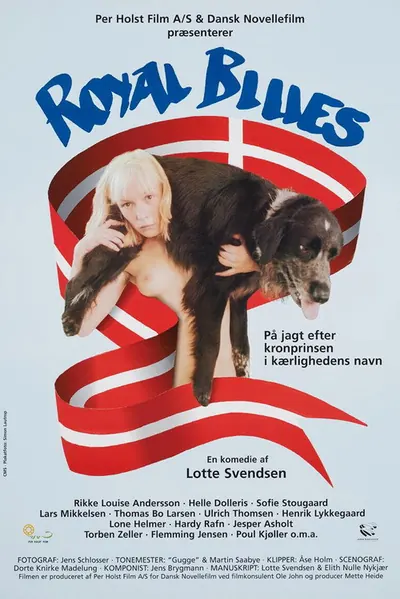 Per Holst Film A/S & Dansk Novellefilm
præsenterer
ROYAL BLUES
På jagt efter
kronprinsen
i kærlighedens navn
En komedie af
Lotte Svendsen
Rikke Louise Andersson · Helle Dolleris · Sofie Stougaard
Lars Mikkelsen · Thomas Bo Larsen · Ulrich Thomsen · Henrik Lykkegaard
Lone Helmer · Hardy Rafn · Jesper Asholt
Torben Zeller · Flemming Jensen · Poul Kjøller o.m.a.
FOTOGRAF: Jens Schlosser · TONEMESTER: "Gugge" & Martin Saabye · KLIPPER: Åse Holm · SCENOGRAF:
Dorte Knirke Madelung · KOMPONIST: Jens Brygmann · MANUSKRIPT: Lotte Svendsen & Elith Nulle Nykjær
Filmen er produceret af Per Holst Film A/S for Dansk Novellefilm ved filmkonsulent Ole John og producer Mette Heide